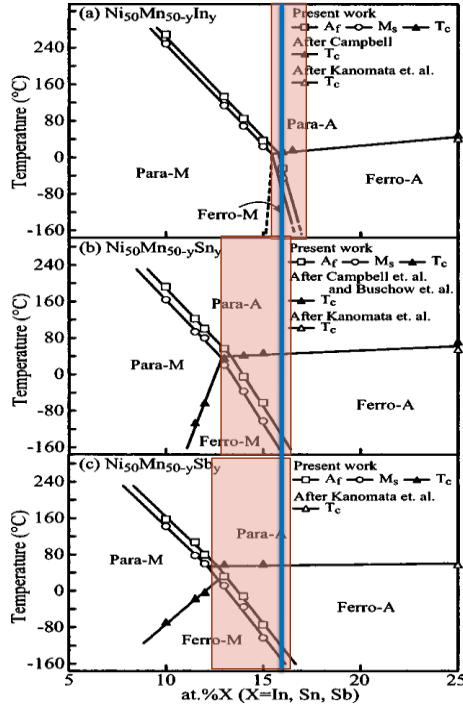 (a) Ni50Mn50-yIny
Present work
Af Ms Tc
After Campbell
Tc
After Kanomata et. al.
Tc
240
160
80
0
-80
-160
Temperature (°C)
Para-A
Para-M
Ferro-M
Ferro-A
(b) Ni50Mn50-ySny
Present work
Af Ms Tc
After Campbell et. al.
and Buschow et. al.
Tc
After Kanomata et. al.
Tc
240
160
80
0
-80
-160
Temperature (°C)
Para-A
Para-M
Ferro-A
Ferro-M
(c) Ni50Mn50-ySby
Present work
Af Ms Tc
After Kanomata et. al.
Tc
240
160
80
0
-80
-160
Temperature (°C)
Para-A
Para-M
Ferro-A
Ferro-M
5 10 15 20 25
at.%X (X=In, Sn, Sb)